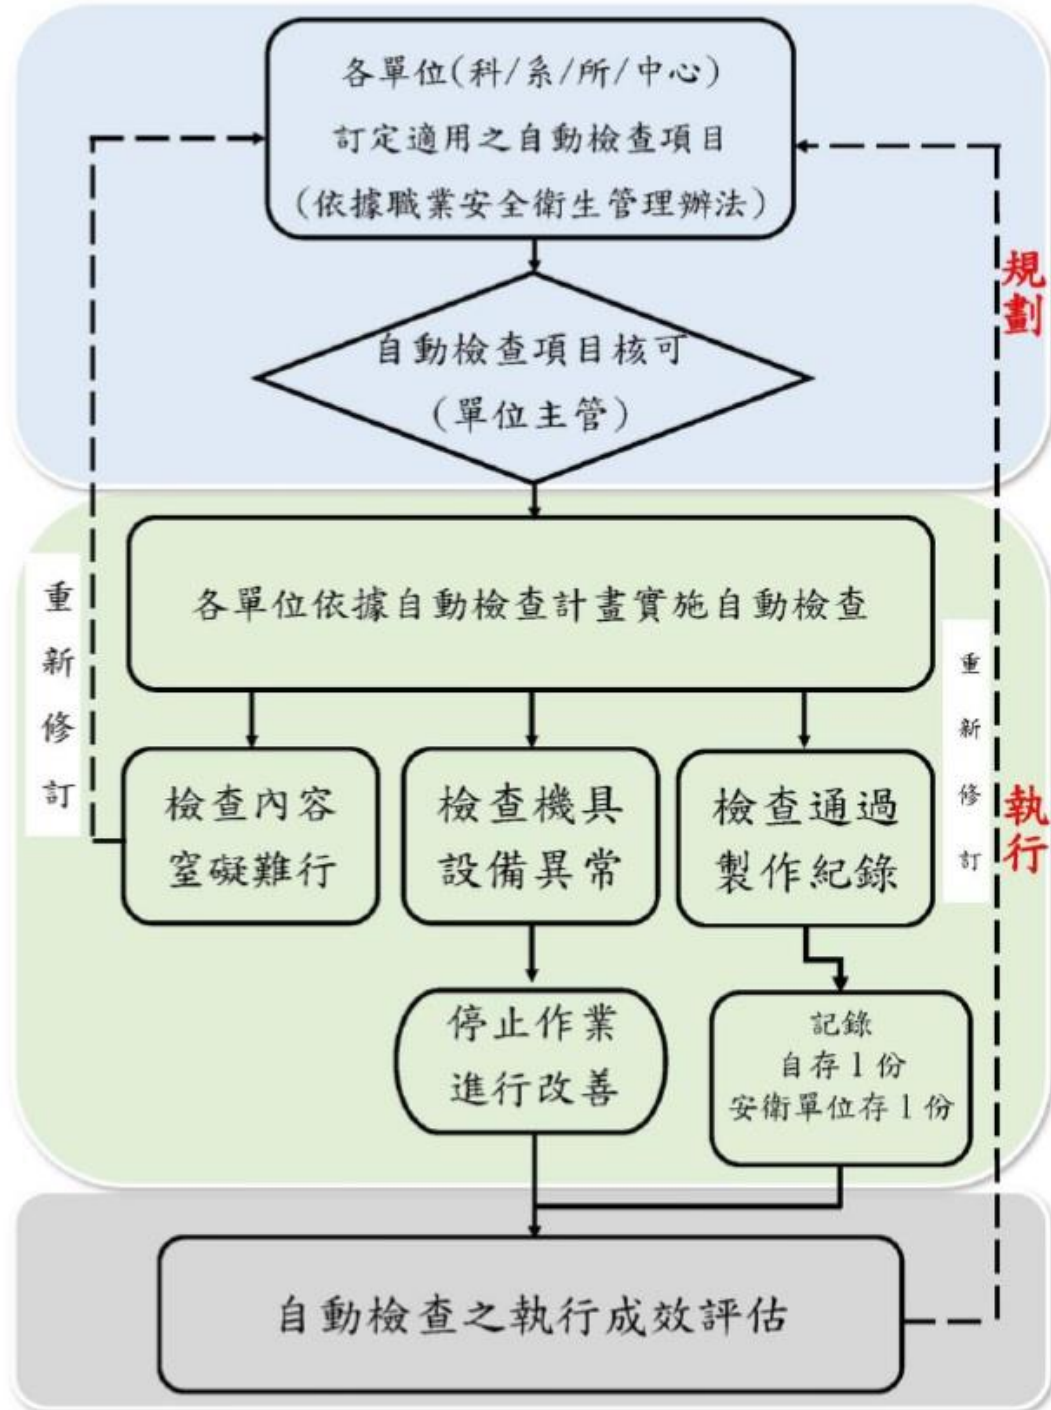 各單位(科/系/所/中心)
訂定適用之自動檢查項目
(依據職業安全衛生管理辦法)
規劃
自動檢查項目核可
(單位主管)
各單位依據自動檢查計畫實施自動檢查
重新修訂
重新修訂
檢查內容
窒礙難行
檢查機具
設備異常
檢查通過
製作紀錄
執行
停止作業
進行改善
記錄
自存1份
安衛單位存1份
自動檢查之執行成效評估